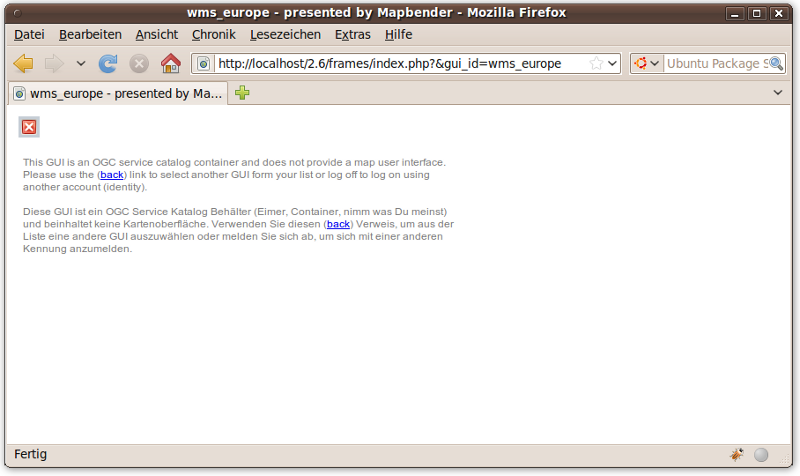 wms_europe - presented by Mapbender - Mozilla Firefox
Datei Bearbeiten Ansicht Chronik Lesezeichen Extras Hilfe
http://localhost/2.6/frames/index.php?&gui_id=wms_europe Ubuntu Package S
wms_europe - presented by Ma...
This GUI is an OGC service catalog container and does not provide a map user interface.
Please use the (back) link to select another GUI form your list or log off to log on using
another account (identity).
Diese GUI ist ein OGC Service Katalog Behälter (Eimer, Container, nimm was Du meinst)
und beinhaltet keine Kartenoberfläche. Verwenden Sie diesen (back) Verweis, um aus der
Liste eine andere GUI auszuwählen oder melden Sie sich ab, um sich mit einer anderen
Kennung anzumelden.
Fertig